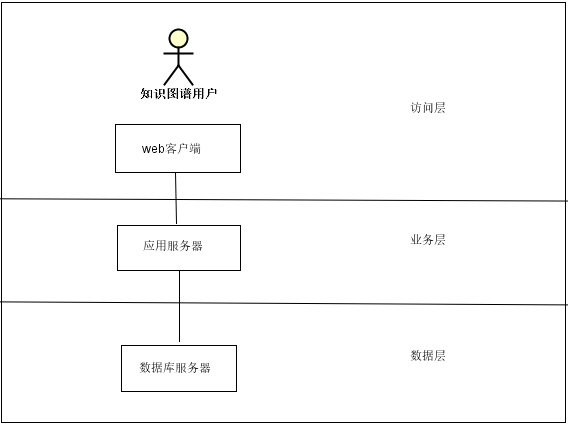 知识图谱用户
访问层
web客户端
业务层
应用服务器
数据层
数据库服务器